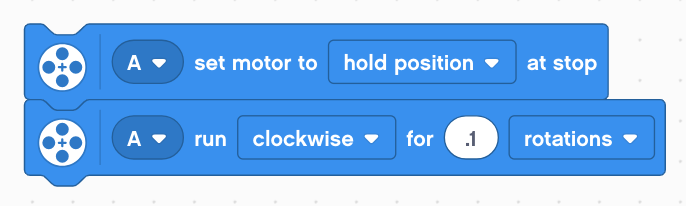 A set motor to hold position at stop
A run clockwise for .1 rotations